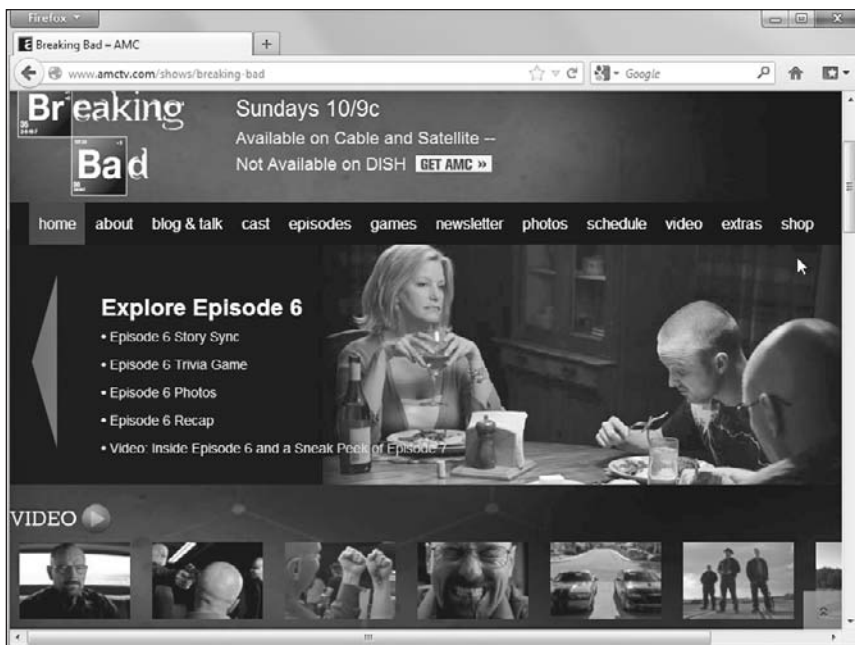 Firefox
Breaking Bad – AMC
www.amctv.com/shows/breaking-bad
Google
Breaking
Bad
Sundays 10/9c
Available on Cable and Satellite --
Not Available on DISH GET AMC »
home about blog & talk cast episodes games newsletter photos schedule video extras shop
Explore Episode 6
• Episode 6 Story Sync
• Episode 6 Trivia Game
• Episode 6 Photos
• Episode 6 Recap
• Video: Inside Episode 6 and a Sneak Peek of Episode 7
VIDEO